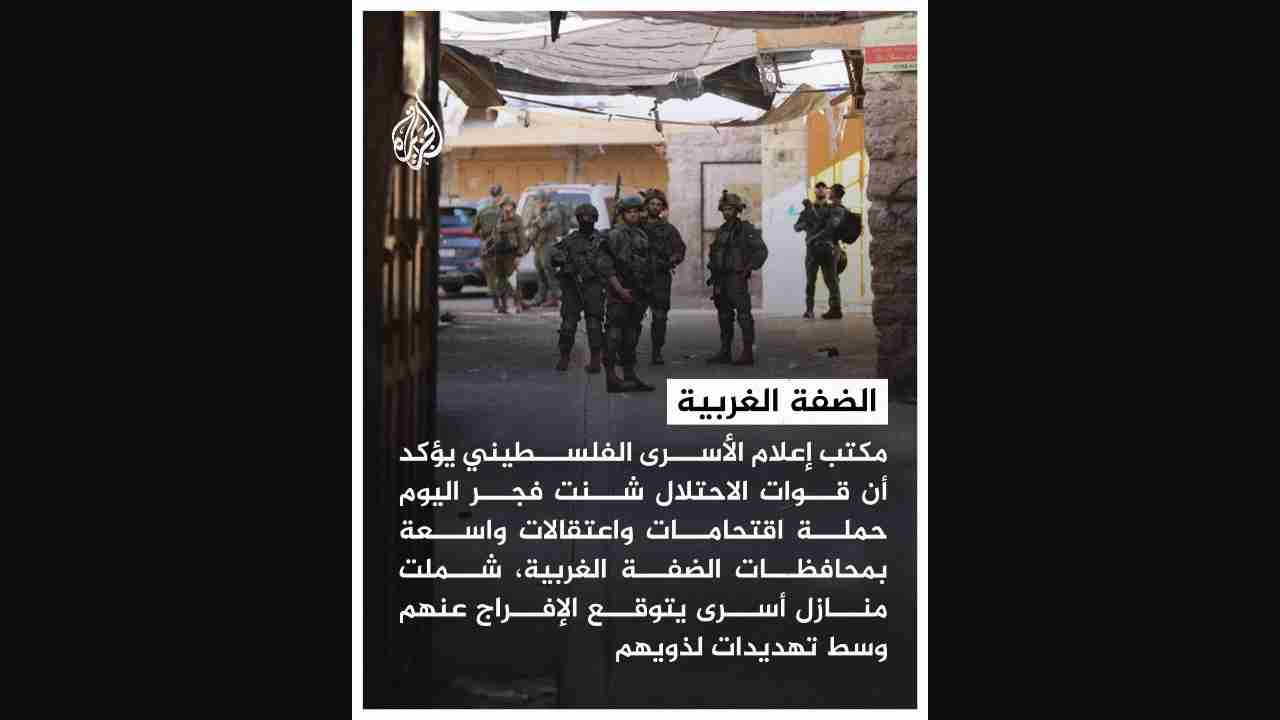 الجزيرة
الضفة الغربية
مكتب إعلام الأسرى الفلسطيني يؤكد
أن قوات الاحتلال شنت فجر اليوم
حملة اقتحامات واعتقالات واسعة
بمحافظات الضفة الغربية، شملت
منازل أسرى يتوقع الإفراج عنهم
وسط تهديدات لذويهم